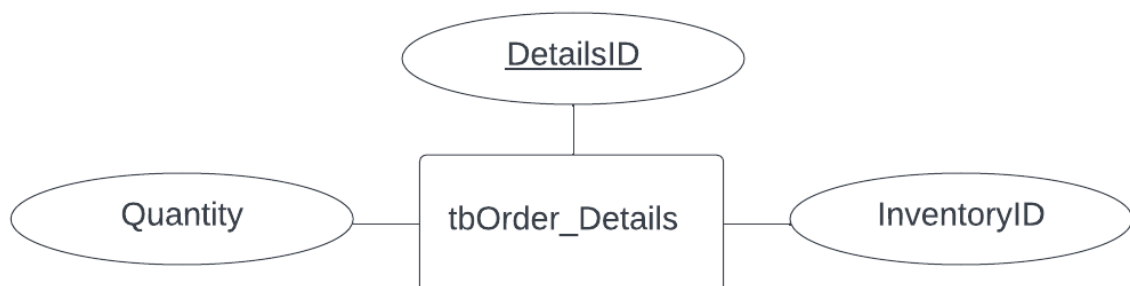 DetailsID
Quantity
tbOrder_Details
InventoryID